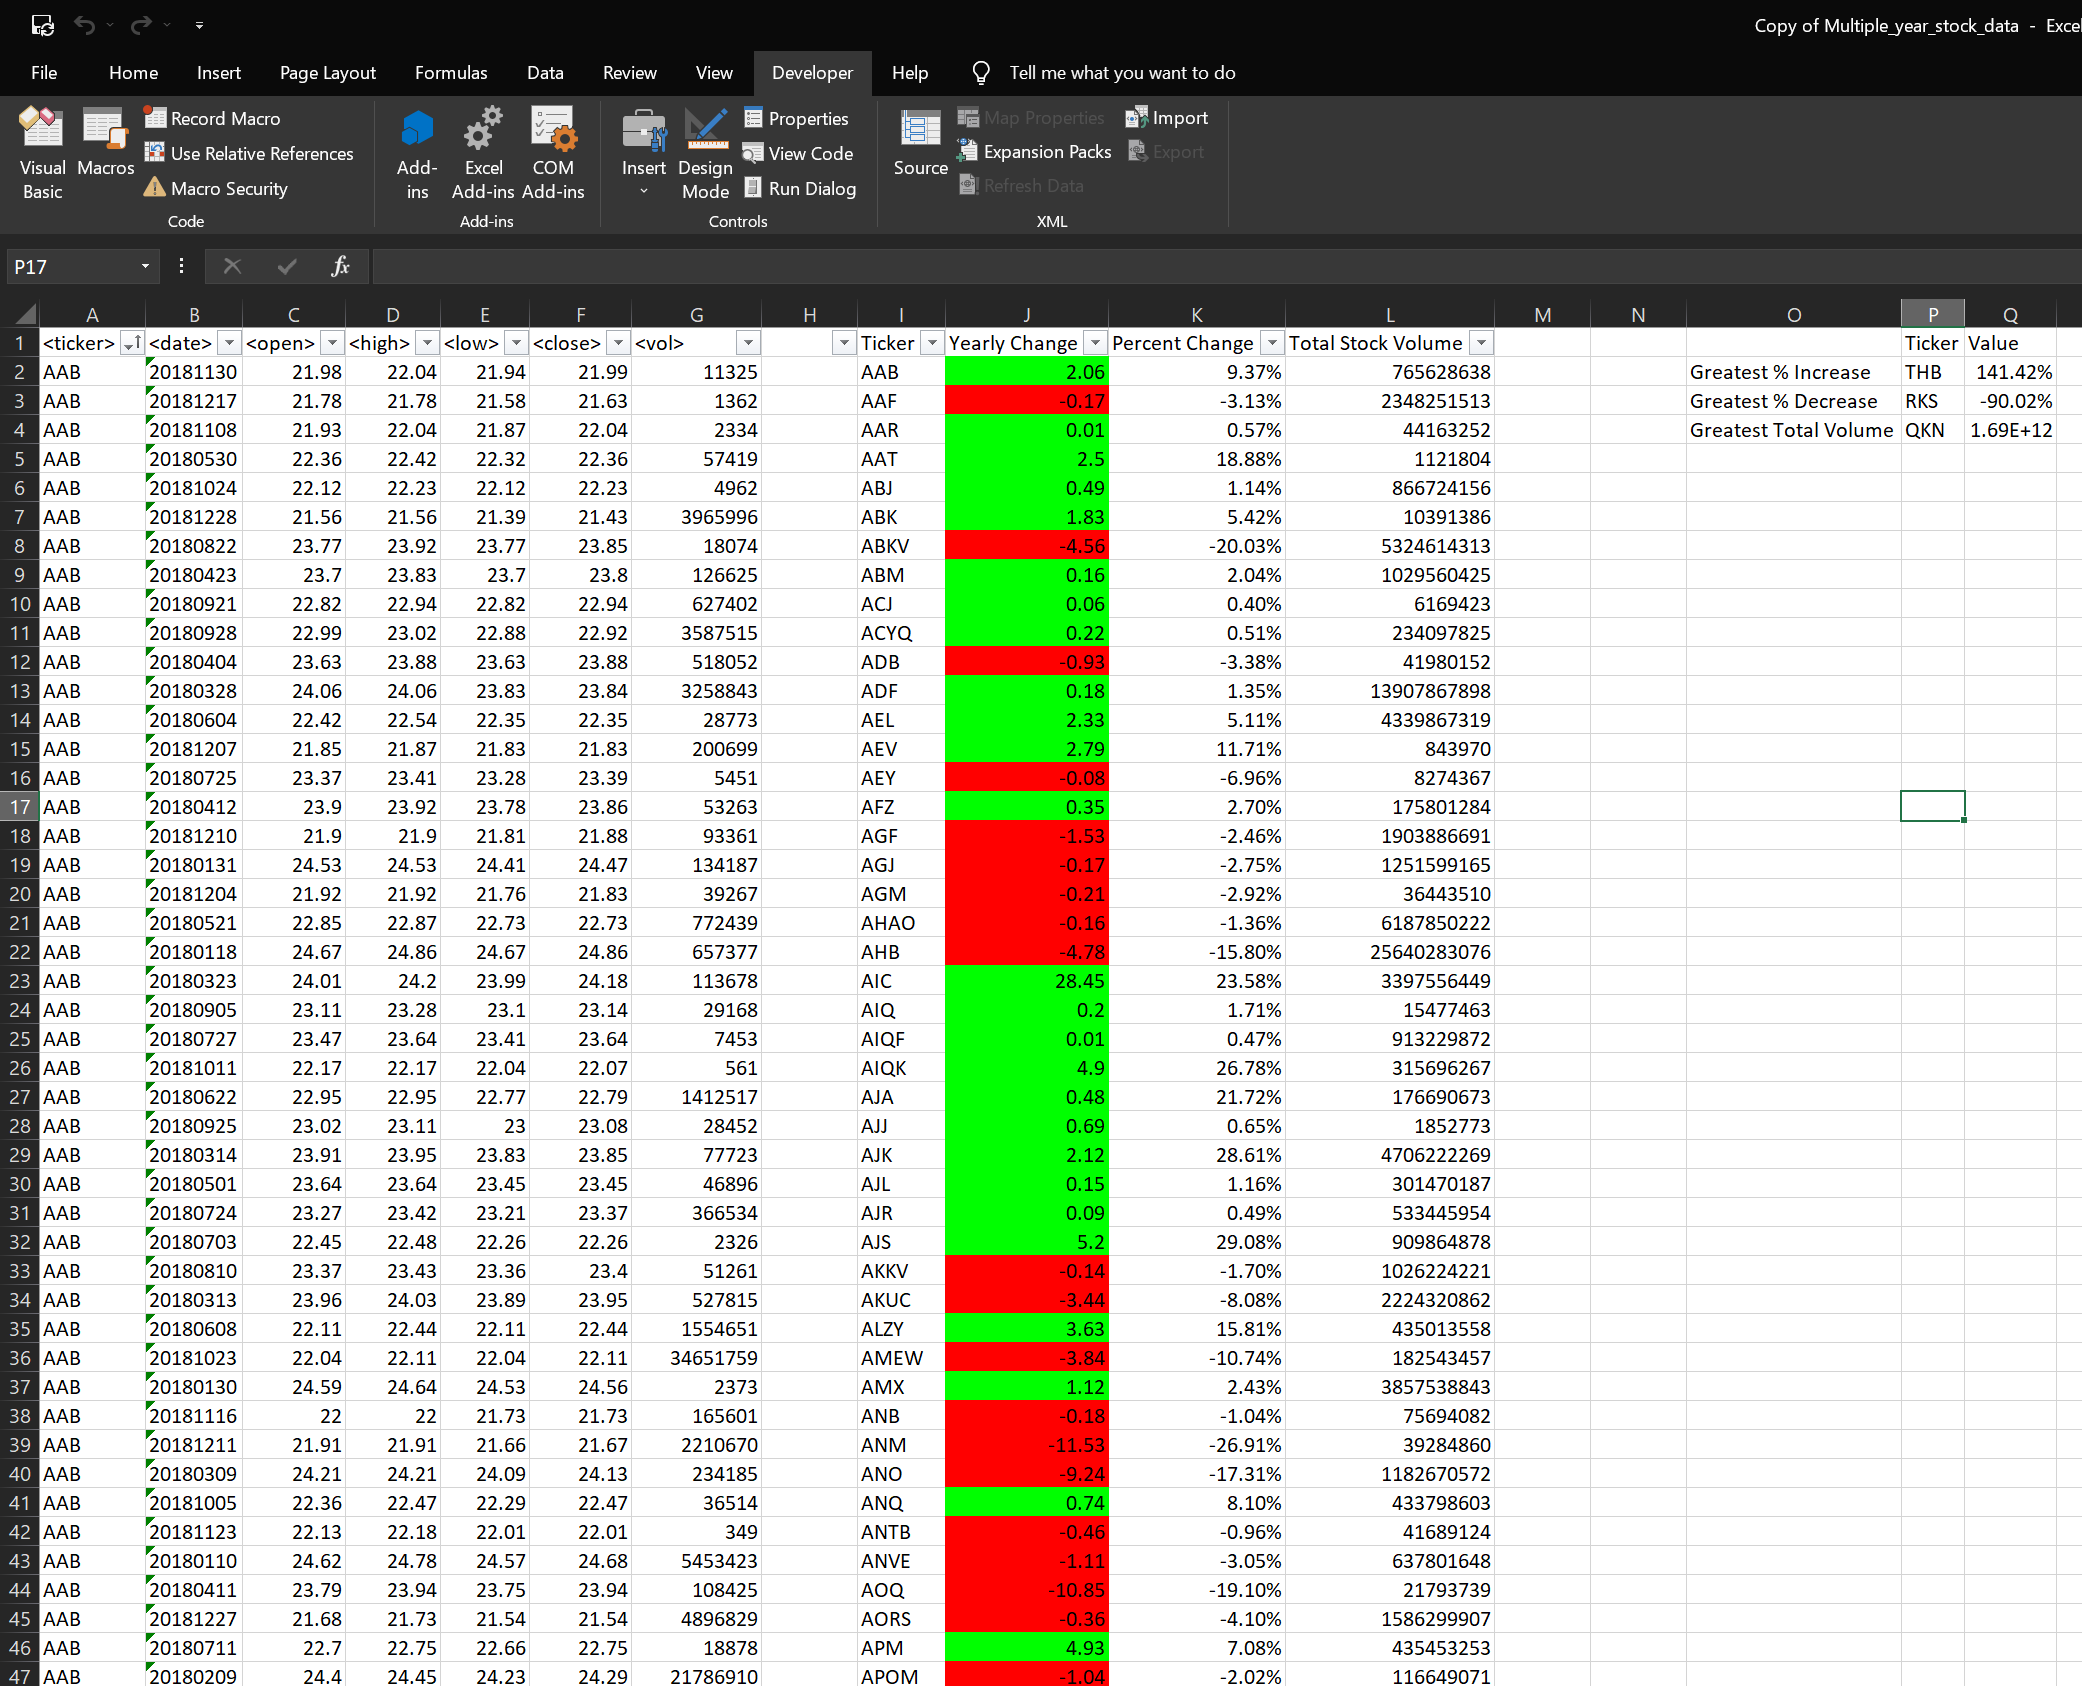 Copy of Multiple_year_stock_data - Excel
File Home Insert Page Layout Formulas Data Review View Developer Help Tell me what you want to do
Visual Basic Macros Record Macro Use Relative References Macro Security Code
Add-ins Excel Add-ins COM Add-ins Add-ins
Insert Design Mode Properties View Code Run Dialog Controls
Source Map Properties Expansion Packs Refresh Data Import Export XML
P17 fx
A B C D E F G H I J K L M N O P Q
1 <ticker> <date> <open> <high> <low> <close> <vol> Ticker Yearly Change Percent Change Total Stock Volume Ticker Value
2 AAB 20181130 21.98 22.04 21.94 21.99 11325 AAB 2.06 9.37% 765628638 Greatest % Increase THB 141.42%
3 AAB 20181217 21.78 21.78 21.58 21.63 1362 AAF -0.17 -3.13% 2348251513 Greatest % Decrease RKS -90.02%
4 AAB 20181108 21.93 22.04 21.87 22.04 2334 AAR 0.01 0.57% 44163252 Greatest Total Volume QKN 1.69E+12
5 AAB 20180530 22.36 22.42 22.32 22.36 57419 AAT 2.5 18.88% 1121804
6 AAB 20181024 22.12 22.23 22.12 22.23 4962 ABJ 0.49 1.14% 866724156
7 AAB 20181228 21.56 21.56 21.39 21.43 3965996 ABK 1.83 5.42% 10391386
8 AAB 20180822 23.77 23.92 23.77 23.85 18074 ABKV -4.56 -20.03% 5324614313
9 AAB 20180423 23.7 23.83 23.7 23.8 126625 ABM 0.16 2.04% 1029560425
10 AAB 20180921 22.82 22.94 22.82 22.94 627402 ACJ 0.06 0.40% 6169423
11 AAB 20180928 22.99 23.02 22.88 22.92 3587515 ACYQ 0.22 0.51% 234097825
12 AAB 20180404 23.63 23.88 23.63 23.88 518052 ADB -0.93 -3.38% 41980152
13 AAB 20180328 24.06 24.06 23.83 23.84 3258843 ADF 0.18 1.35% 13907867898
14 AAB 20180604 22.42 22.54 22.35 22.35 28773 AEL 2.33 5.11% 4339867319
15 AAB 20181207 21.85 21.87 21.83 21.83 200699 AEV 2.79 11.71% 843970
16 AAB 20180725 23.37 23.41 23.28 23.39 5451 AEY -0.08 -6.96% 8274367
17 AAB 20180412 23.9 23.92 23.78 23.86 53263 AFZ 0.35 2.70% 175801284
18 AAB 20181210 21.9 21.9 21.81 21.88 93361 AGF -1.53 -2.46% 1903886691
19 AAB 20180131 24.53 24.53 24.41 24.47 134187 AGJ -0.17 -2.75% 1251599165
20 AAB 20181204 21.92 21.92 21.76 21.83 39267 AGM -0.21 -2.92% 36443510
21 AAB 20180521 22.85 22.87 22.73 22.73 772439 AHAO -0.16 -1.36% 6187850222
22 AAB 20180118 24.67 24.86 24.67 24.86 657377 AHB -4.78 -15.80% 25640283076
23 AAB 20180323 24.01 24.2 23.99 24.18 113678 AIC 28.45 23.58% 3397556449
24 AAB 20180905 23.11 23.28 23.1 23.14 29168 AIQ 0.2 1.71% 15477463
25 AAB 20180727 23.47 23.64 23.41 23.64 7453 AIQF 0.01 0.47% 913229872
26 AAB 20181011 22.17 22.17 22.04 22.07 561 AIQK 4.9 26.78% 315696267
27 AAB 20180622 22.95 22.95 22.77 22.79 1412517 AJA 0.48 21.72% 176690673
28 AAB 20180925 23.02 23.11 23 23.08 28452 AJJ 0.69 0.65% 1852773
29 AAB 20180314 23.91 23.95 23.83 23.85 77723 AJK 2.12 28.61% 4706222269
30 AAB 20180501 23.64 23.64 23.45 23.45 46896 AJL 0.15 1.16% 301470187
31 AAB 20180724 23.27 23.42 23.21 23.37 366534 AJR 0.09 0.49% 533445954
32 AAB 20180703 22.45 22.48 22.26 22.26 2326 AJS 5.2 29.08% 909864878
33 AAB 20180810 23.37 23.43 23.36 23.4 51261 AKKV -0.14 -1.70% 1026224221
34 AAB 20180313 23.96 24.03 23.89 23.95 527815 AKUC -3.44 -8.08% 2224320862
35 AAB 20180608 22.11 22.44 22.11 22.44 1554651 ALZY 3.63 15.81% 435013558
36 AAB 20181023 22.04 22.11 22.04 22.11 34651759 AMEW -3.84 -10.74% 182543457
37 AAB 20180130 24.59 24.64 24.53 24.56 2373 AMX 1.12 2.43% 3857538843
38 AAB 20181116 22 22 21.73 21.73 165601 ANB -0.18 -1.04% 75694082
39 AAB 20181211 21.91 21.91 21.66 21.67 2210670 ANM -11.53 -26.91% 39284860
40 AAB 20180309 24.21 24.21 24.09 24.13 234185 ANO -9.24 -17.31% 1182670572
41 AAB 20181005 22.36 22.47 22.29 22.47 36514 ANQ 0.74 8.10% 433798603
42 AAB 20181123 22.13 22.18 22.01 22.01 349 ANTB -0.46 -0.96% 41689124
43 AAB 20180110 24.62 24.78 24.57 24.68 5453423 ANVE -1.11 -3.05% 637801648
44 AAB 20180411 23.79 23.94 23.75 23.94 108425 AOQ -10.85 -19.10% 21793739
45 AAB 20181227 21.68 21.73 21.54 21.54 4896829 AORS -0.36 -4.10% 1586299907
46 AAB 20180711 22.7 22.75 22.66 22.75 18878 APM 4.93 7.08% 435453253
47 AAB 20180209 24.4 24.45 24.23 24.29 21786910 APOM -1.04 -2.02% 116649071